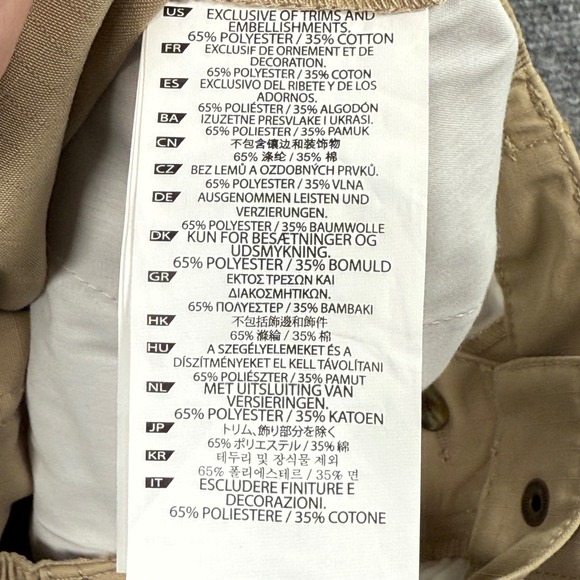 US EXCLUSIVE OF TRIMS AND
EMBELLISHMENTS.
65% POLYESTER / 35% COTTON
FR EXCLUSIF DE ORNEMENT ET DE
DECORATION.
65% POLYESTER / 35% COTON
ES EXCLUSIVO DEL RIBETE Y DE LOS
ADORNOS.
65% POLIÉSTER / 35% ALGODÓN
BA IZUZETNE PRESVLAKE I UKRASI.
65% POLYESTER / 35% PAMUK
CN 不包含镶边和装饰物
65% 涤纶 / 35% 棉
CZ BEZ LEMŮ A OZDOBNÝCH PRVKŮ.
65% POLYESTER / 35% VLNA
DE AUSGENOMMEN LEISTEN UND
VERZIERUNGEN.
65% POLYESTER / 35% BAUMWOLLE
DK KUN FOR BESÆTNINGER OG
UDSMYKNING.
65% POLYESTER / 35% BOMULD
GR ΕΚΤΟΣ ΤΡΕΣΩΝ ΚΑΙ
ΔΙΑΚΟΣΜΗΤΙΚΩΝ.
65% ΠΟΛΥΕΣΤΕΡ / 35% ΒΑΜΒΑΚΙ
HK 不包括飾邊和飾件
65% 滌綸 / 35% 棉
HU A SZEGÉLYELEMEKET ÉS A
DÍSZÍTMÉNYEKET EL KELL TÁVOLÍTANI
65% POLIÉSZTER / 35% PAMUT
NL MET UITSLUITING VAN
VERSIERINGEN.
65% POLYESTER / 35% KATOEN
JP トリム、飾り部分を除く
65% ポリエステル / 35% 綿
KR 테두리 및 장식물 제외
65% 폴리에스테르 / 35% 면
IT ESCLUDERE FINITURE E
DECORAZIONI.
65% POLIESTERE / 35% COTONE